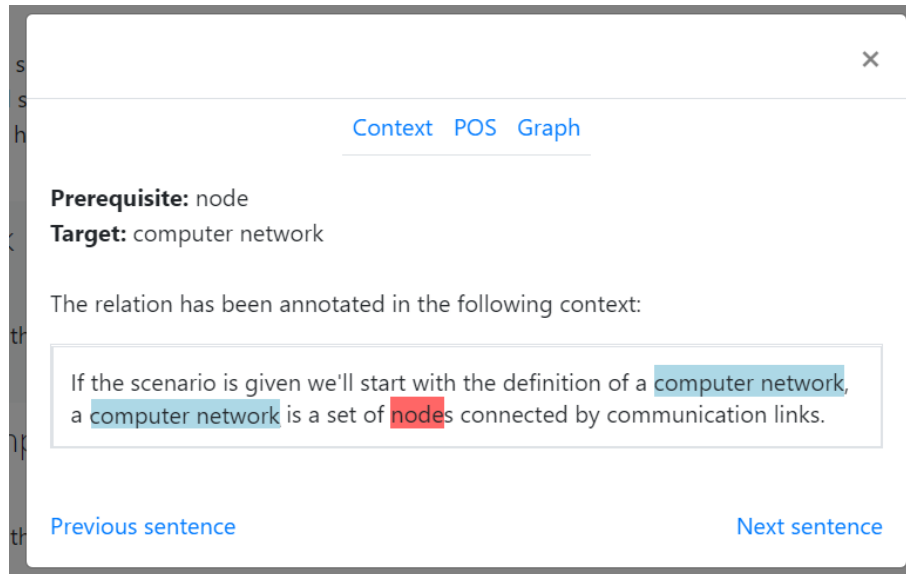 ×
Context POS Graph
Prerequisite: node
Target: computer network
The relation has been annotated in the following context:
If the scenario is given we'll start with the definition of a computer network,
a computer network is a set of nodes connected by communication links.
Previous sentence
Next sentence